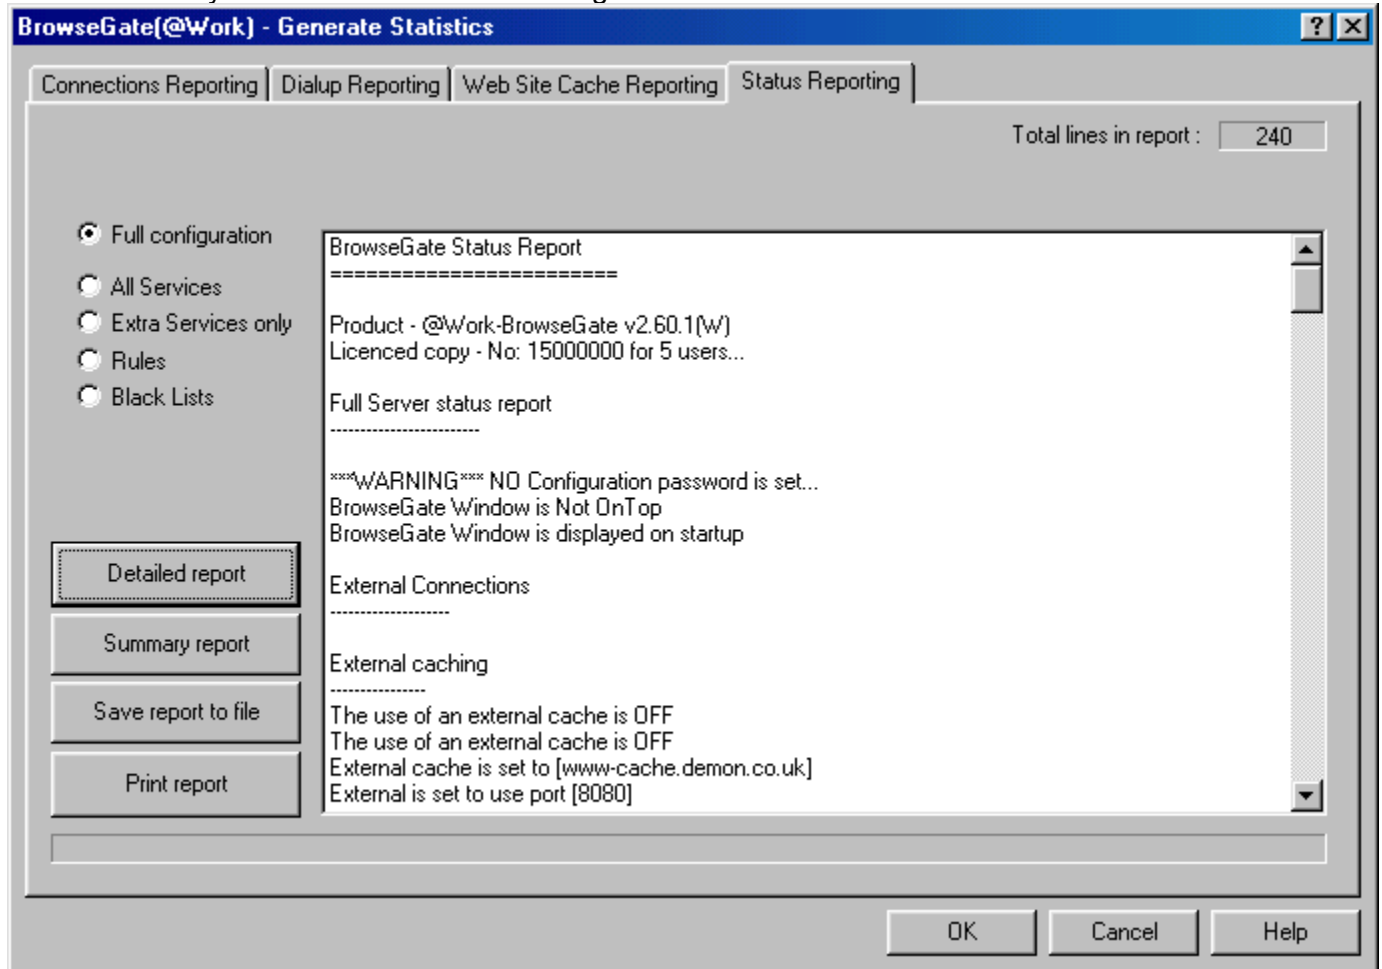 BrowseGate(@Work) - Generate Statistics
Connections Reporting
Dialup Reporting
Web Site Cache Reporting
Status Reporting
Total lines in report : 240
Full configuration
All Services
Extra Services only
Rules
Black Lists
Detailed report
Summary report
Save report to file
Print report
BrowseGate Status Report
========================
Product - @Work-BrowseGate v2.60.1(W)
Licenced copy - No: 15000000 for 5 users...
Full Server status report
-------------------------
***WARNING*** NO Configuration password is set...
BrowseGate Window is Not OnTop
BrowseGate Window is displayed on startup
External Connections
--------------------
External caching
----------------
The use of an external cache is OFF
The use of an external cache is OFF
External cache is set to [www-cache.demon.co.uk]
External is set to use port [8080]
OK
Cancel
Help